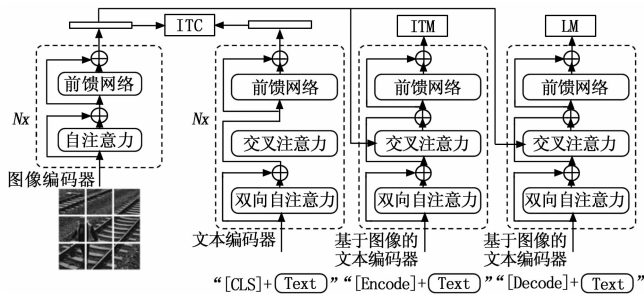 ITC
ITM
LM
前馈网络
前馈网络
前馈网络
前馈网络
Nx
Nx
自注意力
交叉注意力
交叉注意力
交叉注意力
图像编码器
双向自注意力
双向自注意力
双向自注意力
文本编码器
基于图像的
文本编码器
基于图像的
文本编码器
“[CLS]+Text”
“[Encode]+Text”
“[Decode]+Text”